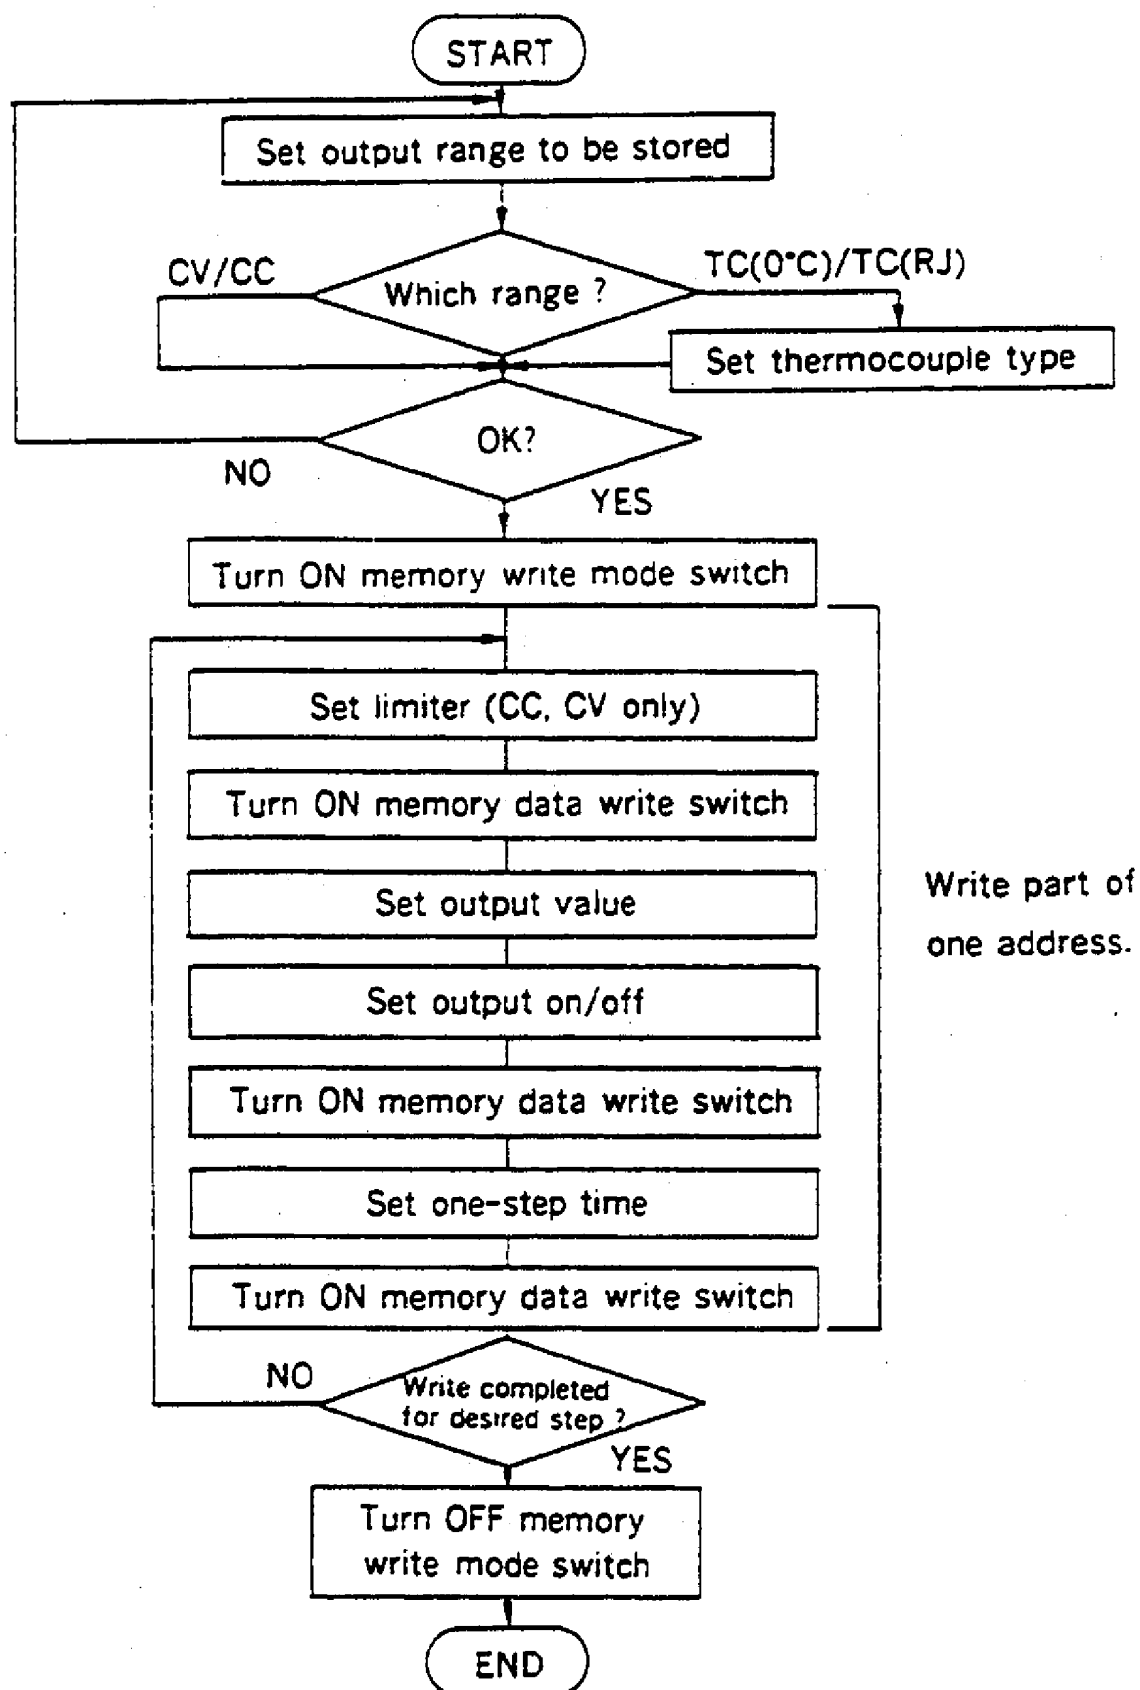 START
Set output range to be stored
CV/CC
Which range ?
TC(0°C)/TC(RJ)
Set thermocouple type
OK?
NO
YES
Turn ON memory write mode switch
Set limiter (CC, CV only)
Turn ON memory data write switch
Set output value
Set output on/off
Turn ON memory data write switch
Set one-step time
Turn ON memory data write switch
Write part of
one address.
NO
Write completed
for desired step ?
YES
Turn OFF memory
write mode switch
END